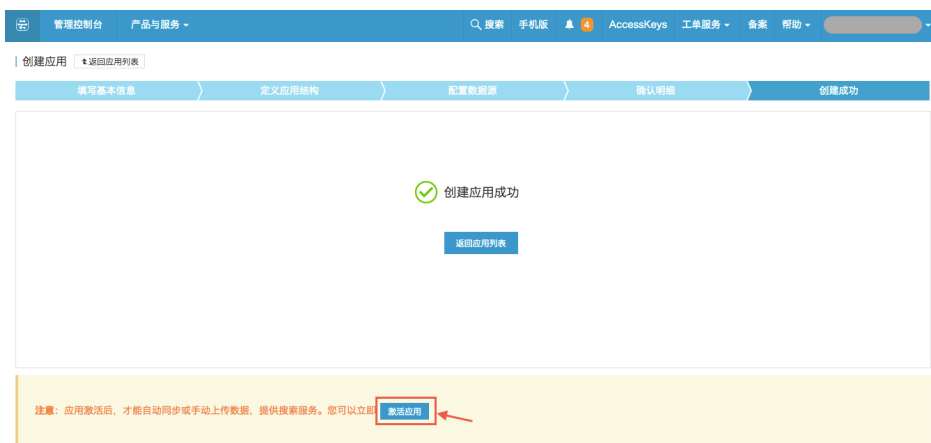 管理控制台 产品与服务 搜索 手机版 4 AccessKeys 工单服务 备案 帮助
创建应用 返回应用列表
填写基本信息 定义应用结构 配置数据源 确认明细 创建成功
创建应用成功
返回应用列表
注意：应用激活后，才能自动同步或手动上传数据，提供搜索服务。您可以立即 激活应用